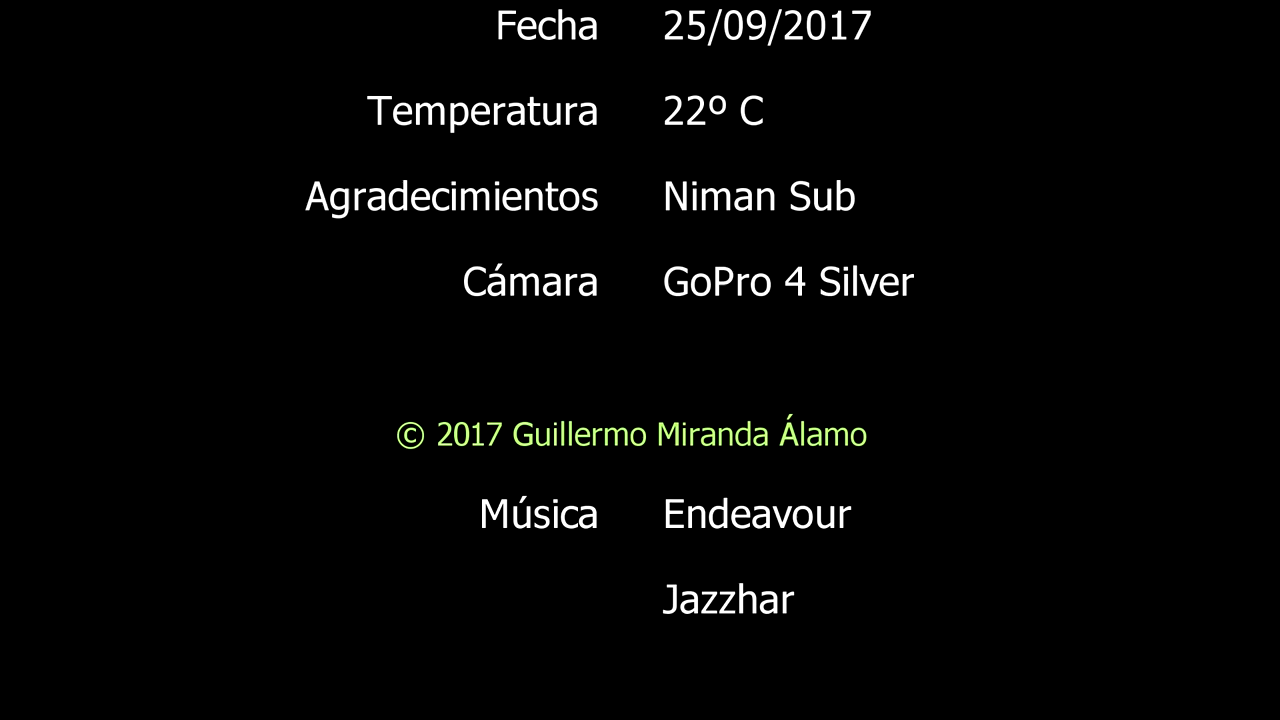 Fecha 25/09/2017
Temperatura 22º C
Agradecimientos Niman Sub
Cámara GoPro 4 Silver
© 2017 Guillermo Miranda Álamo
Música Endeavour
Jazzhar